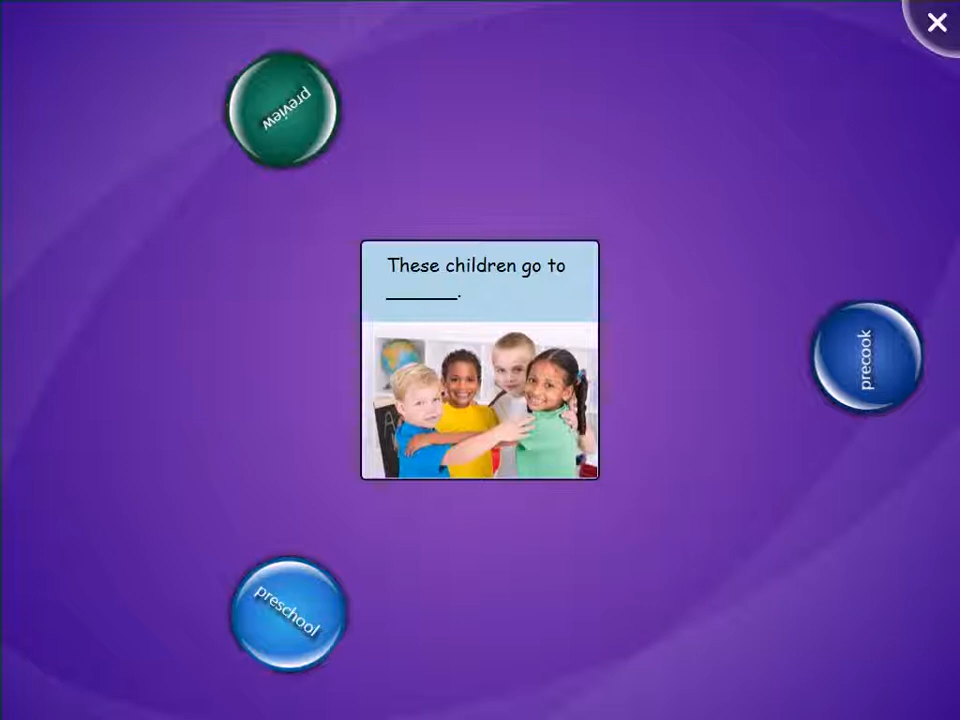 preview
These children go to
______.
precook
preschool